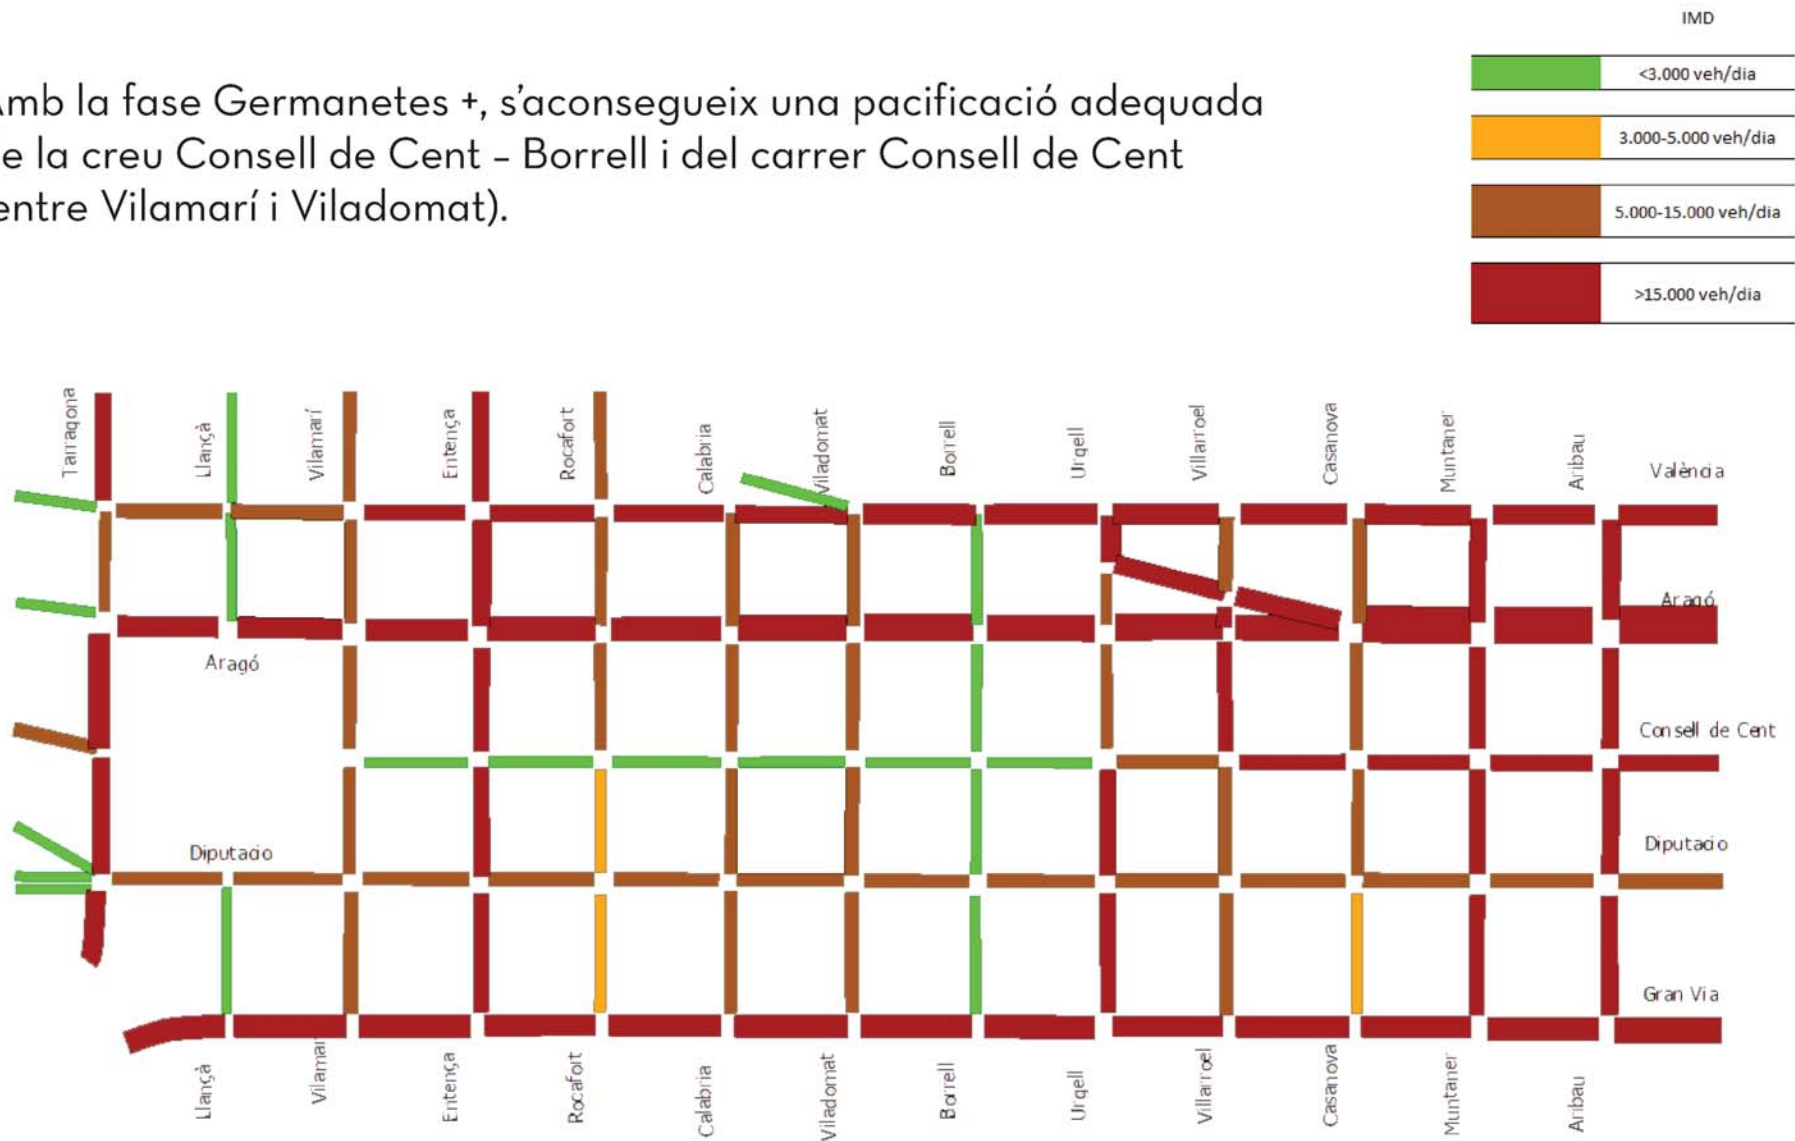 IMD
<3.000 veh/dia
3.000-5.000 veh/dia
5.000-15.000 veh/dia
>15.000 veh/dia
mb la fase Germanetes +, s'aconsegueix una pacificació adequada
e la creu Consell de Cent – Borrell i del carrer Consell de Cent
entre Vilamarí i Viladomat).
Tarragona
Llançà
Vilamarí
Entença
Rocafort
Calabria
Viladomat
Borrell
Urgell
Villarroel
Casanova
Muntaner
Aribau
València
Aragó
Aragó
Consell de Cent
Diputacio
Diputacio
Gran Via
Llançà
Vilamarí
Entença
Rocafort
Calabria
Viladomat
Borrell
Urgell
Villarroel
Casanova
Muntaner
Aribau